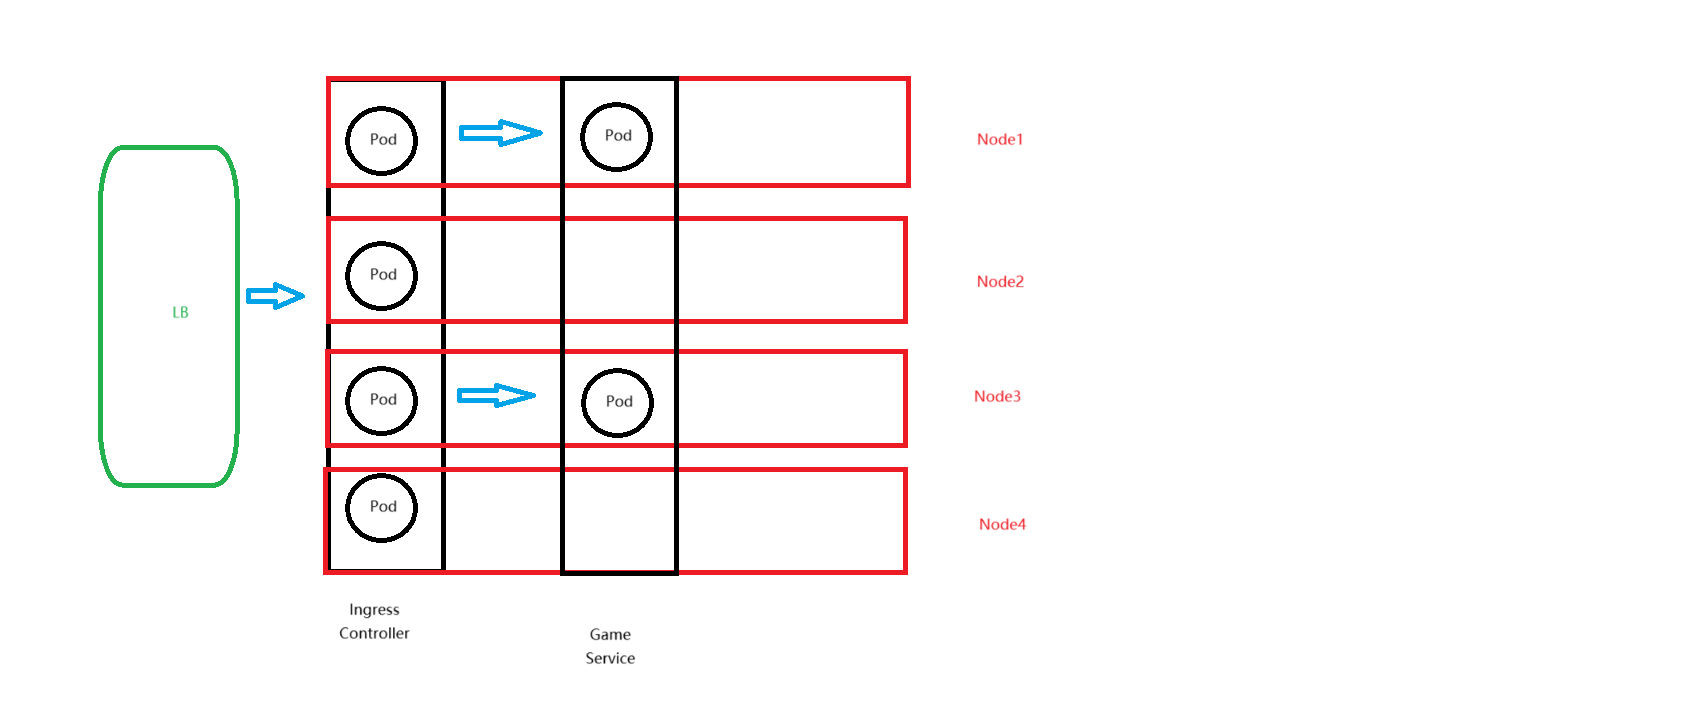 Pod
Pod
Node1
Pod
Node2
LB
Pod
Pod
Node3
Pod
Node4
Ingress
Controller
Game
Service